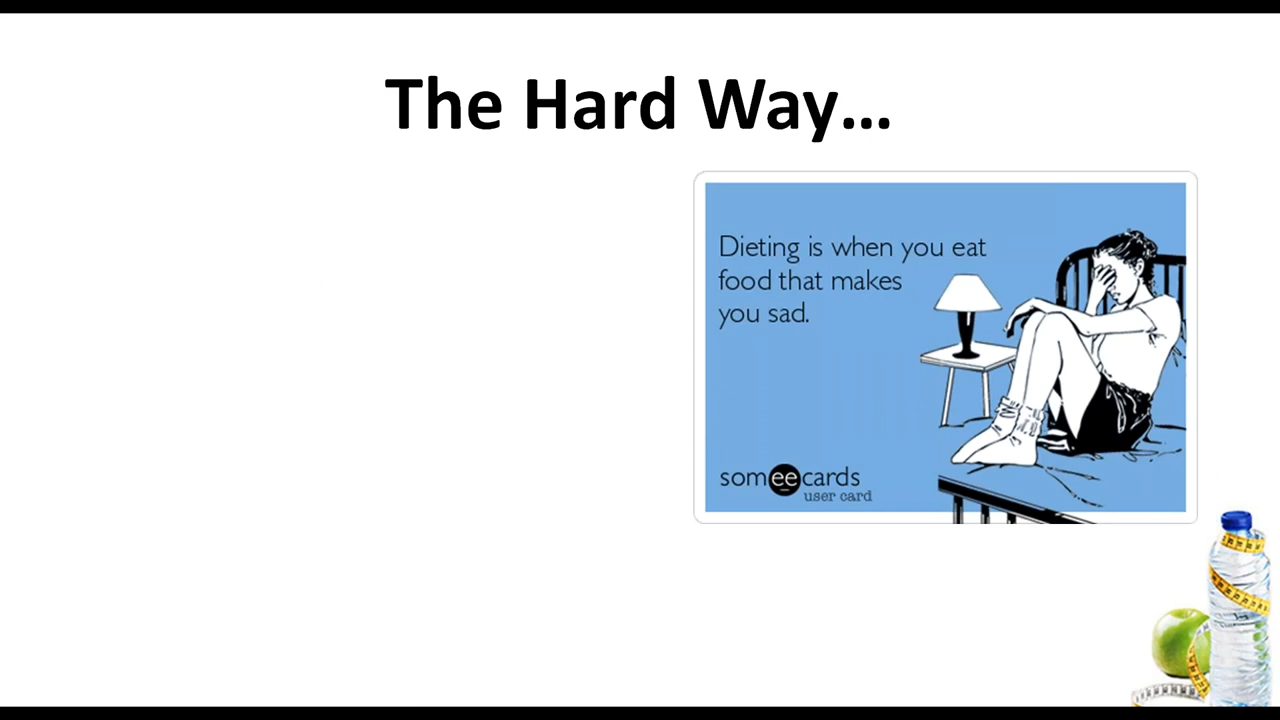 The Hard Way...
Dieting is when you eat
food that makes
you sad.
someecards
user card